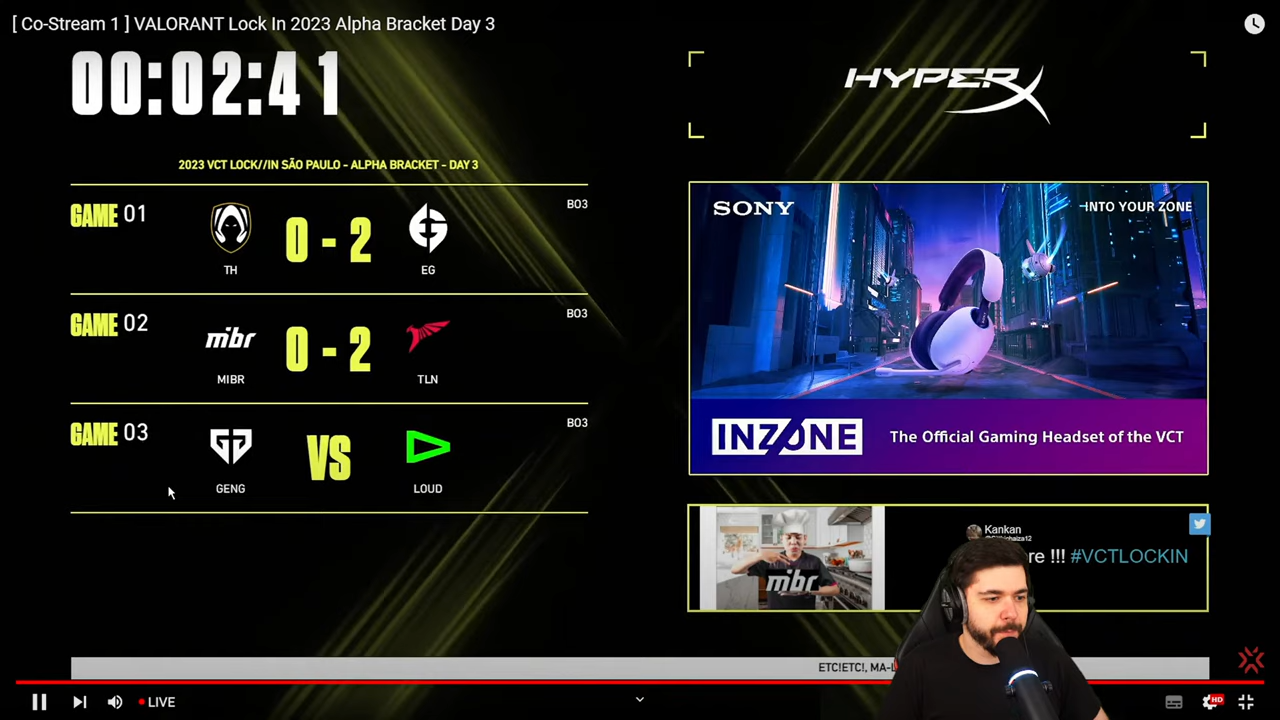 [ Co-Stream 1 ] VALORANT Lock In 2023 Alpha Bracket Day 3
00:02:41
HYPERX
2023 VCT LOCK//IN SÃO PAULO - ALPHA BRACKET - DAY 3
GAME 01
BO3
0 - 2
TH
EG
SONY
INTO YOUR ZONE
GAME 02
BO3
mibr
0 - 2
MIBR
TLN
GAME 03
BO3
VS
GENG
LOUD
INZONE
The Official Gaming Headset of the VCT
Kankan
re !!! #VCTLOCKIN
mibr
ETC!ETC!, MA-L
LIVE
HD